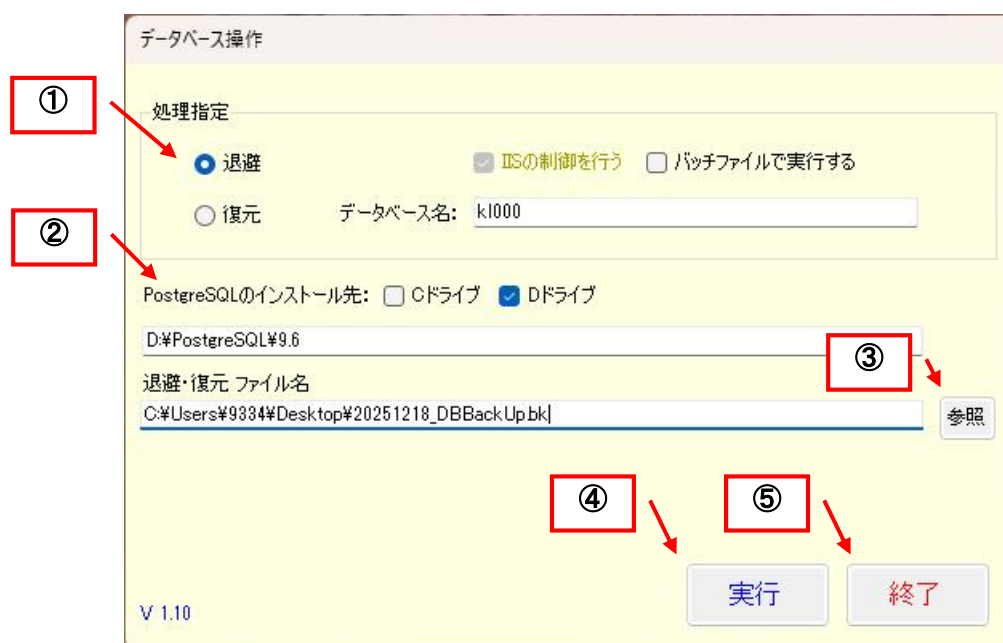 データベース操作
①
処理指定
退避 IISの制御を行う バッチファイルで実行する
復元 データベース名: kl000
②
PostgreSQLのインストール先: Cドライブ Dドライブ
D:¥PostgreSQL¥9.6
③
退避・復元 ファイル名
C:¥Users¥9334¥Desktop¥20251218_DBBackUp.bk
参照
④ ⑤
実行 終了
V 1.10